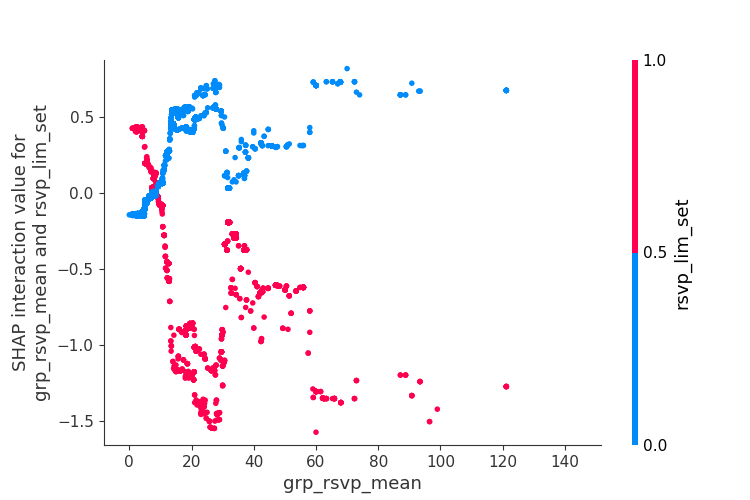 1.0
0.5
0.0
−0.5
−1.0
−1.5
0.5
0.0
0 20 40 60 80 100 120 140
grp_rsvp_mean
SHAP interaction value for
grp_rsvp_mean and rsvp_lim_set
rsvp_lim_set